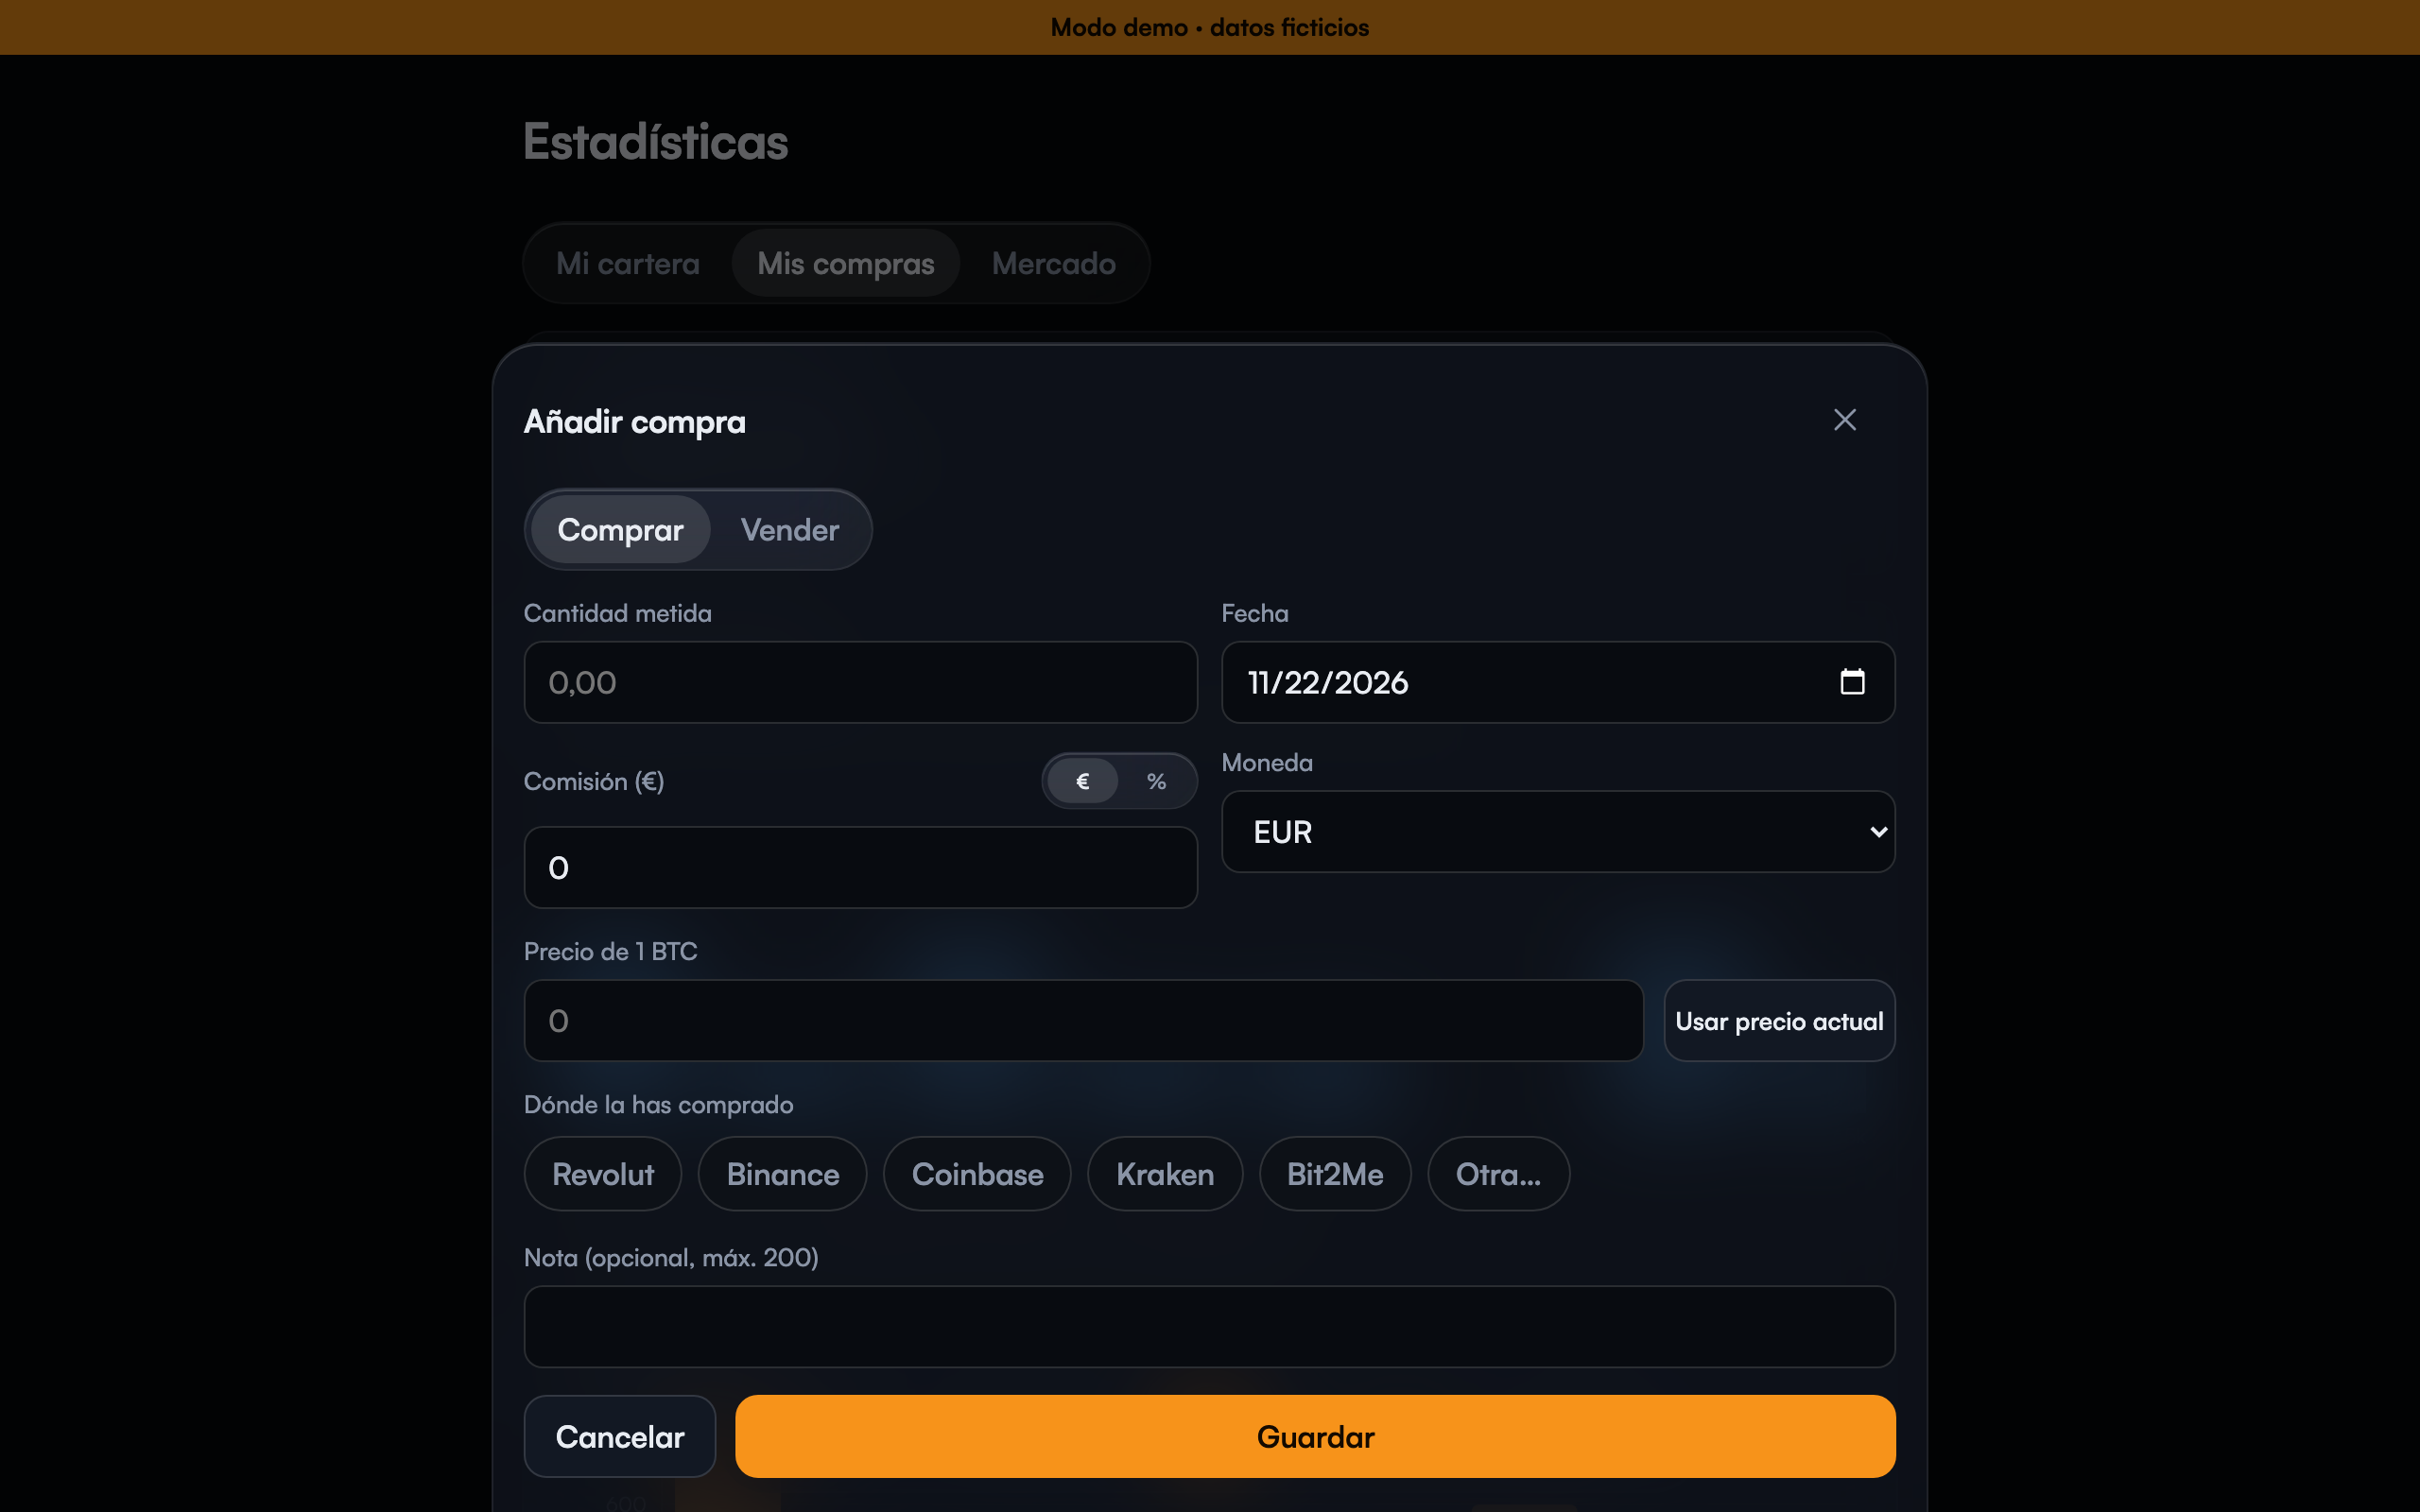 Modo demo · datos ficticios
Estadísticas
Mi cartera Mis compras Mercado
Añadir compra
Comprar Vender
Cantidad metida Fecha
0,00 11/22/2026
Comisión (€) € % Moneda
0 EUR
Precio de 1 BTC
0 Usar precio actual
Dónde la has comprado
Revolut Binance Coinbase Kraken Bit2Me Otra...
Nota (opcional, máx. 200)
Cancelar Guardar
600